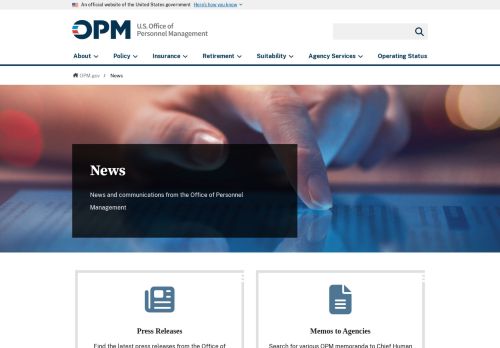 An official website of the United States government Here's how you know
OPM U.S. Office of
Personnel Management
About Policy Insurance Retirement Suitability Agency Services Operating Status
OPM.gov / News
News
News and communications from the Office of Personnel
Management
Press Releases
Find the latest press releases from the Office of
Memos to Agencies
Search for various OPM memoranda to Chief Human